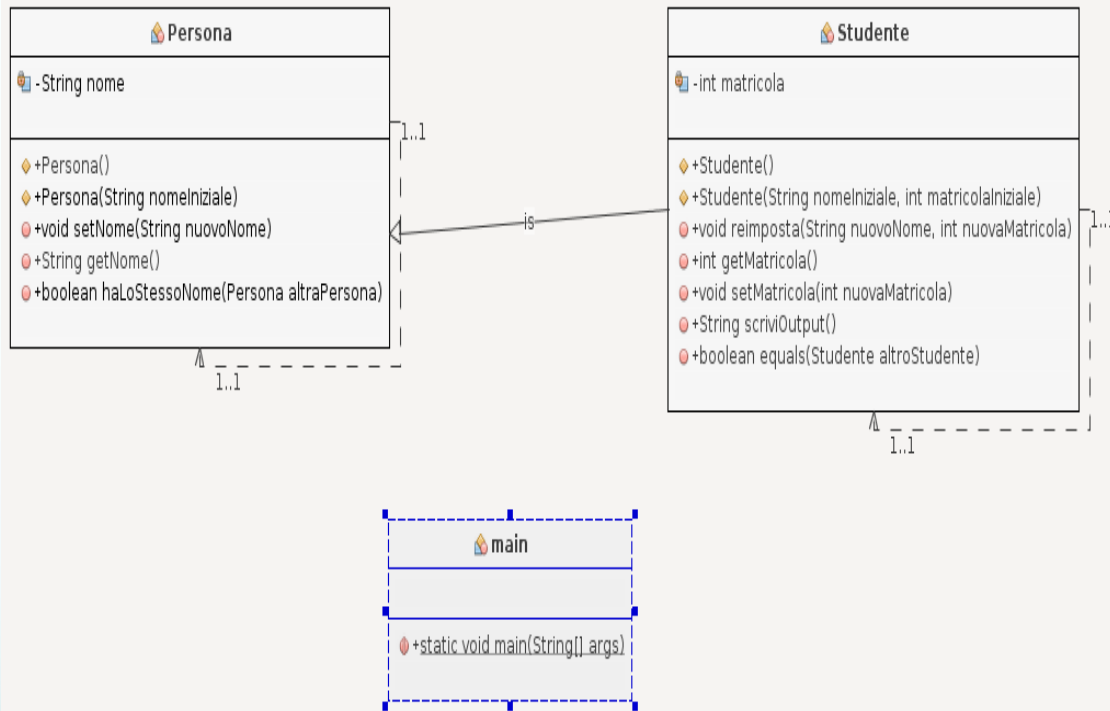 Persona
-String nome
1..1
+Persona()
+Persona(String nomeIniziale)
+void setNome(String nuovoNome)
+String getNome()
+boolean haLoStessoNome(Persona altraPersona)
1..1
is
Studente
-int matricola
+Studente()
+Studente(String nomeIniziale, int matricolaIniziale)
+void reimposta(String nuovoNome, int nuovaMatricola)
+int getMatricola()
+void setMatricola(int nuovaMatricola)
+String scriviOutput()
+boolean equals(Studente altroStudente)
1..1
main
+static void main(String[] args)